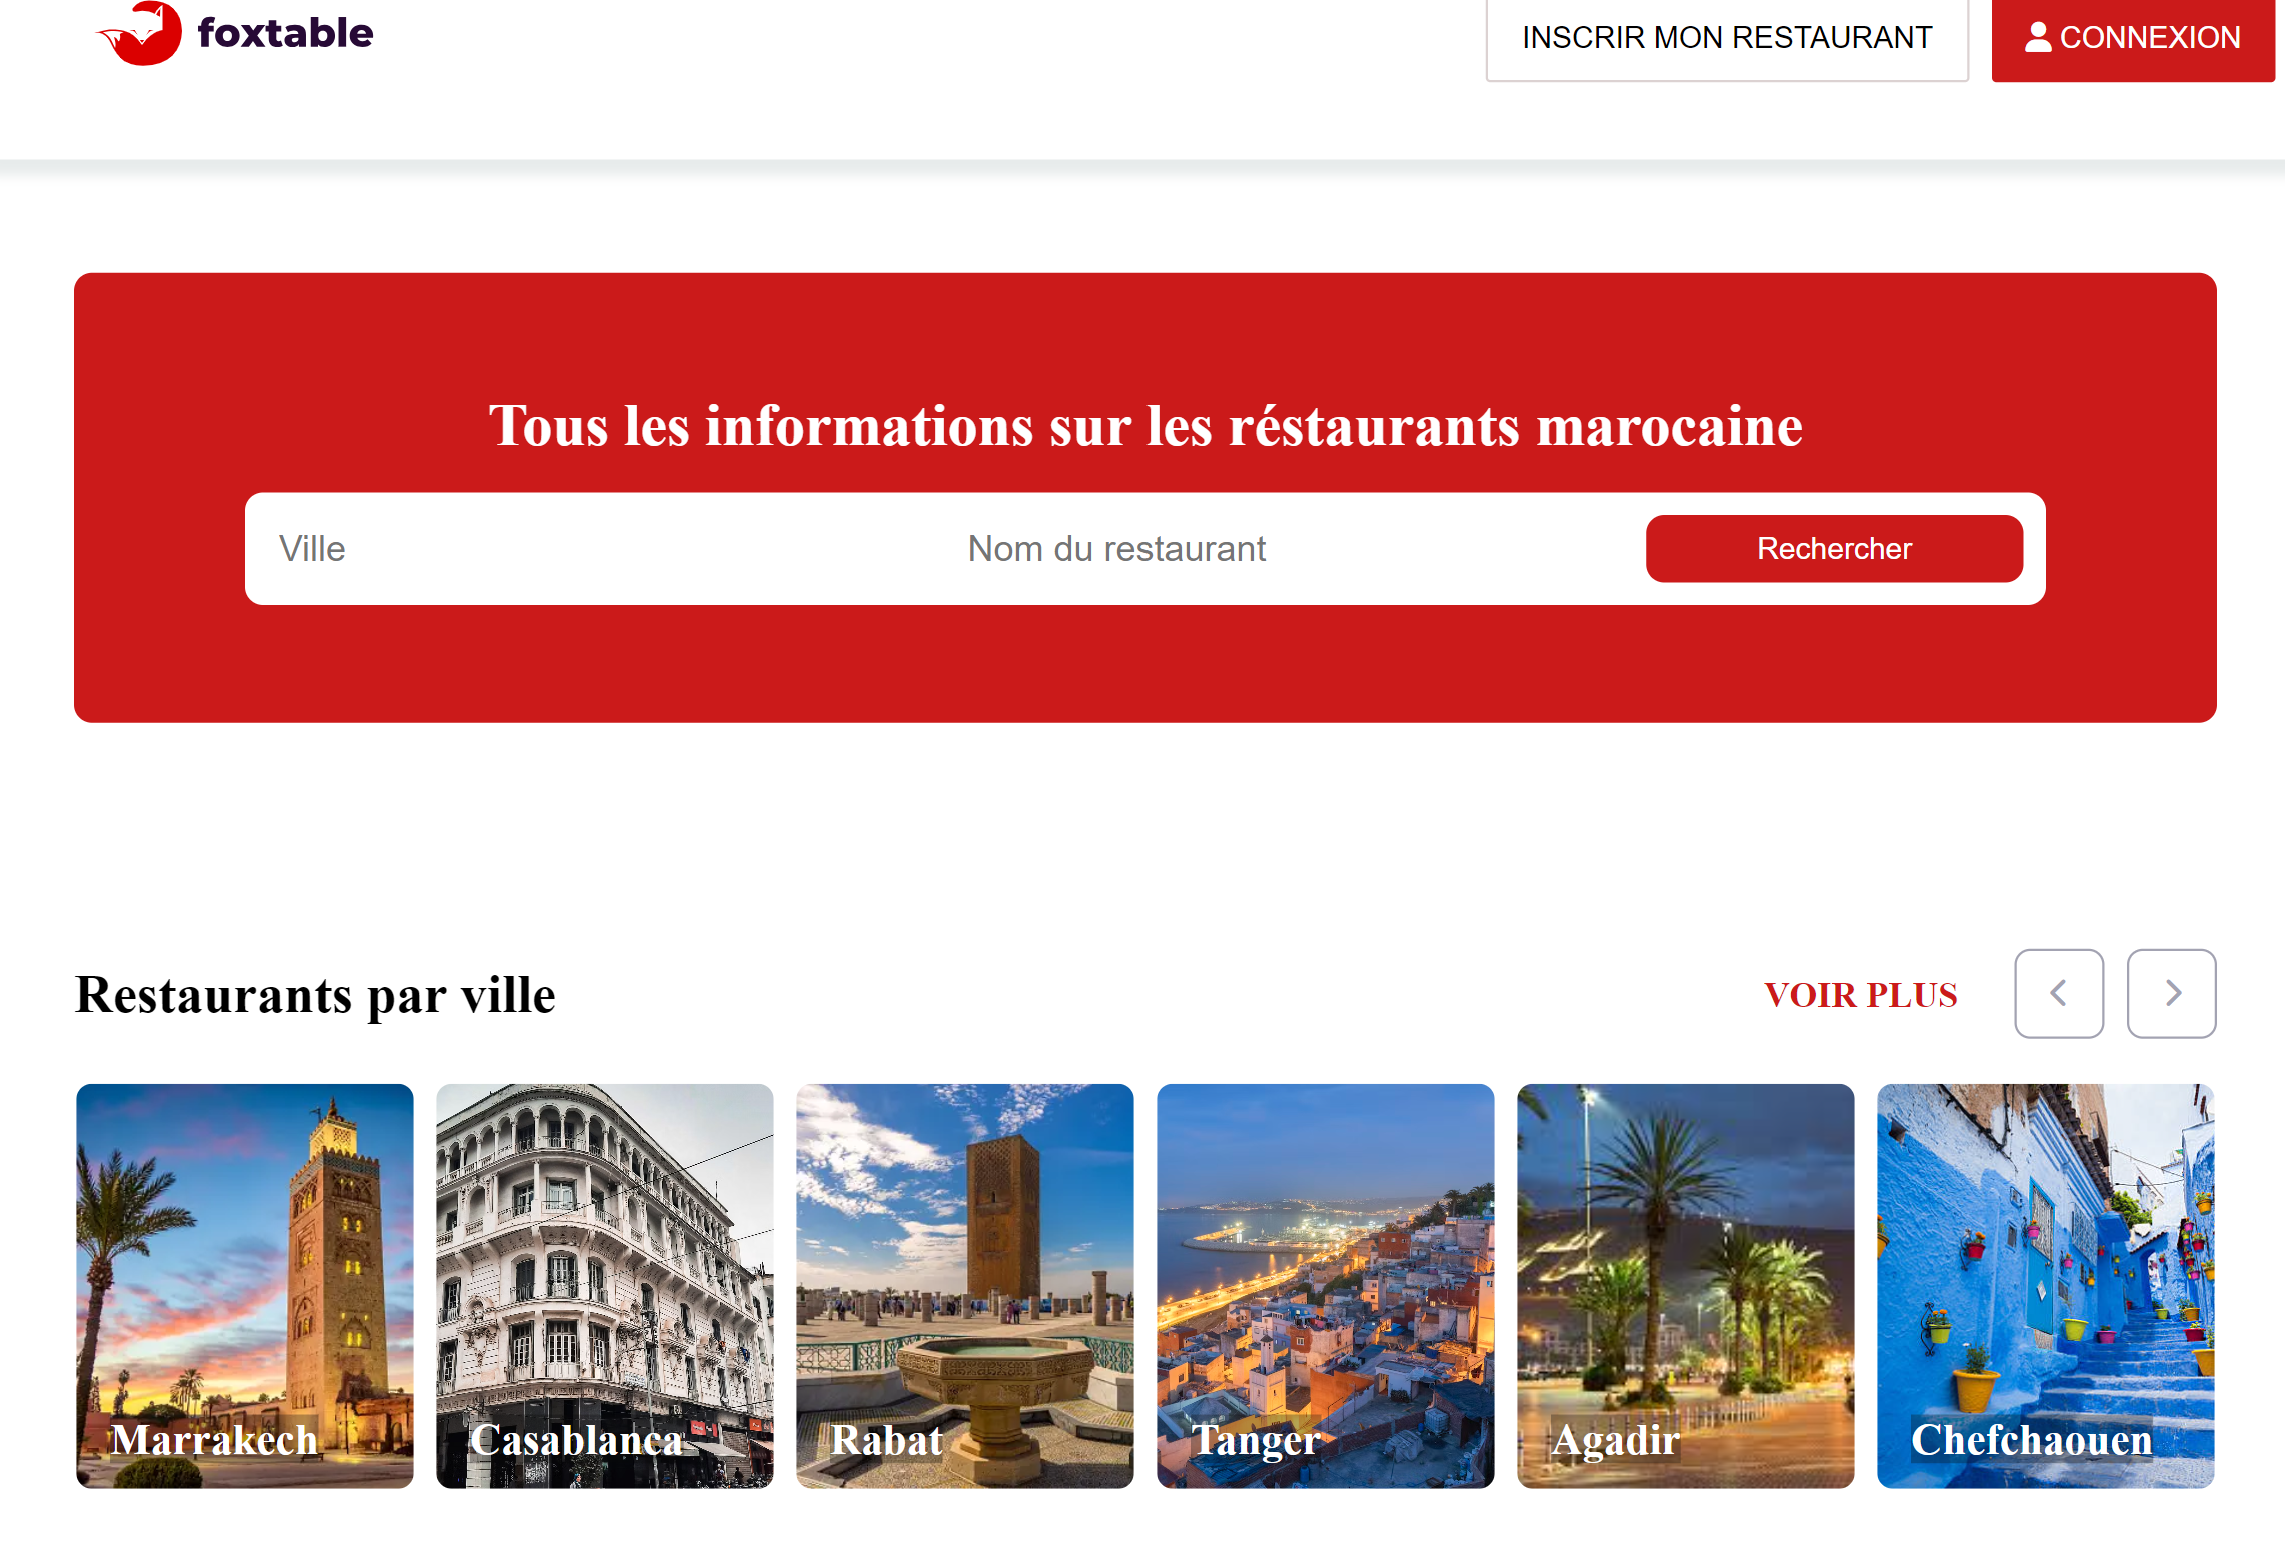 foxtable
INSCRIR MON RESTAURANT
CONNEXION
Tous les informations sur les réstaurants marocaine
Ville
Nom du restaurant
Rechercher
Restaurants par ville
VOIR PLUS
Marrakech
Casablanca
Rabat
Tanger
Agadir
Chefchaouen